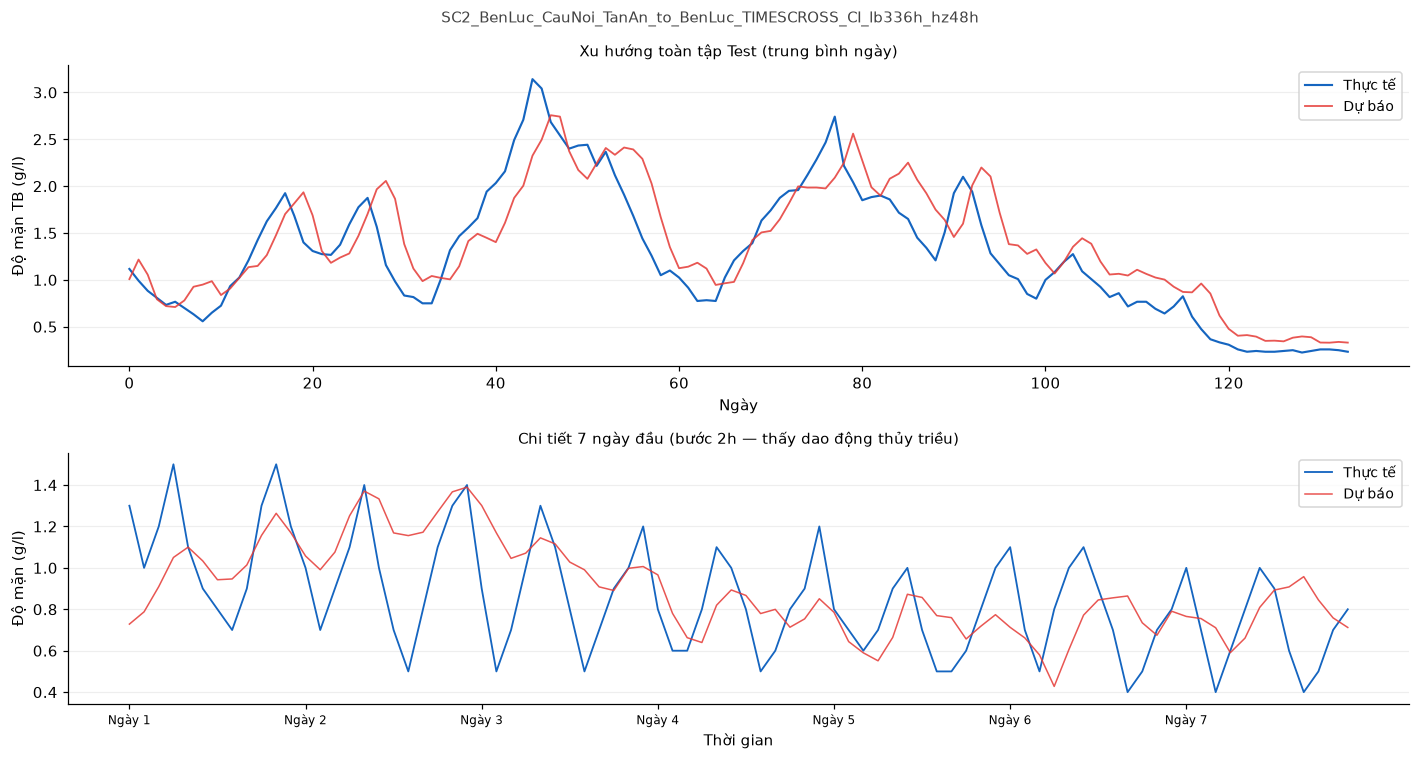 SC2_BenLuc_CauNoi_TanAn_to_BenLuc_TIMESCROSS_CI_lb336h_hz48h
Xu hướng toàn tập Test (trung bình ngày)
Thực tế
Dự báo
Độ mặn TB (g/l)
3.0
2.5
2.0
1.5
1.0
0.5
0 20 40 60 80 100 120
Ngày
Chi tiết 7 ngày đầu (bước 2h — thấy dao động thủy triều)
Thực tế
Dự báo
Độ mặn (g/l)
1.4
1.2
1.0
0.8
0.6
0.4
Ngày 1 Ngày 2 Ngày 3 Ngày 4 Ngày 5 Ngày 6 Ngày 7
Thời gian